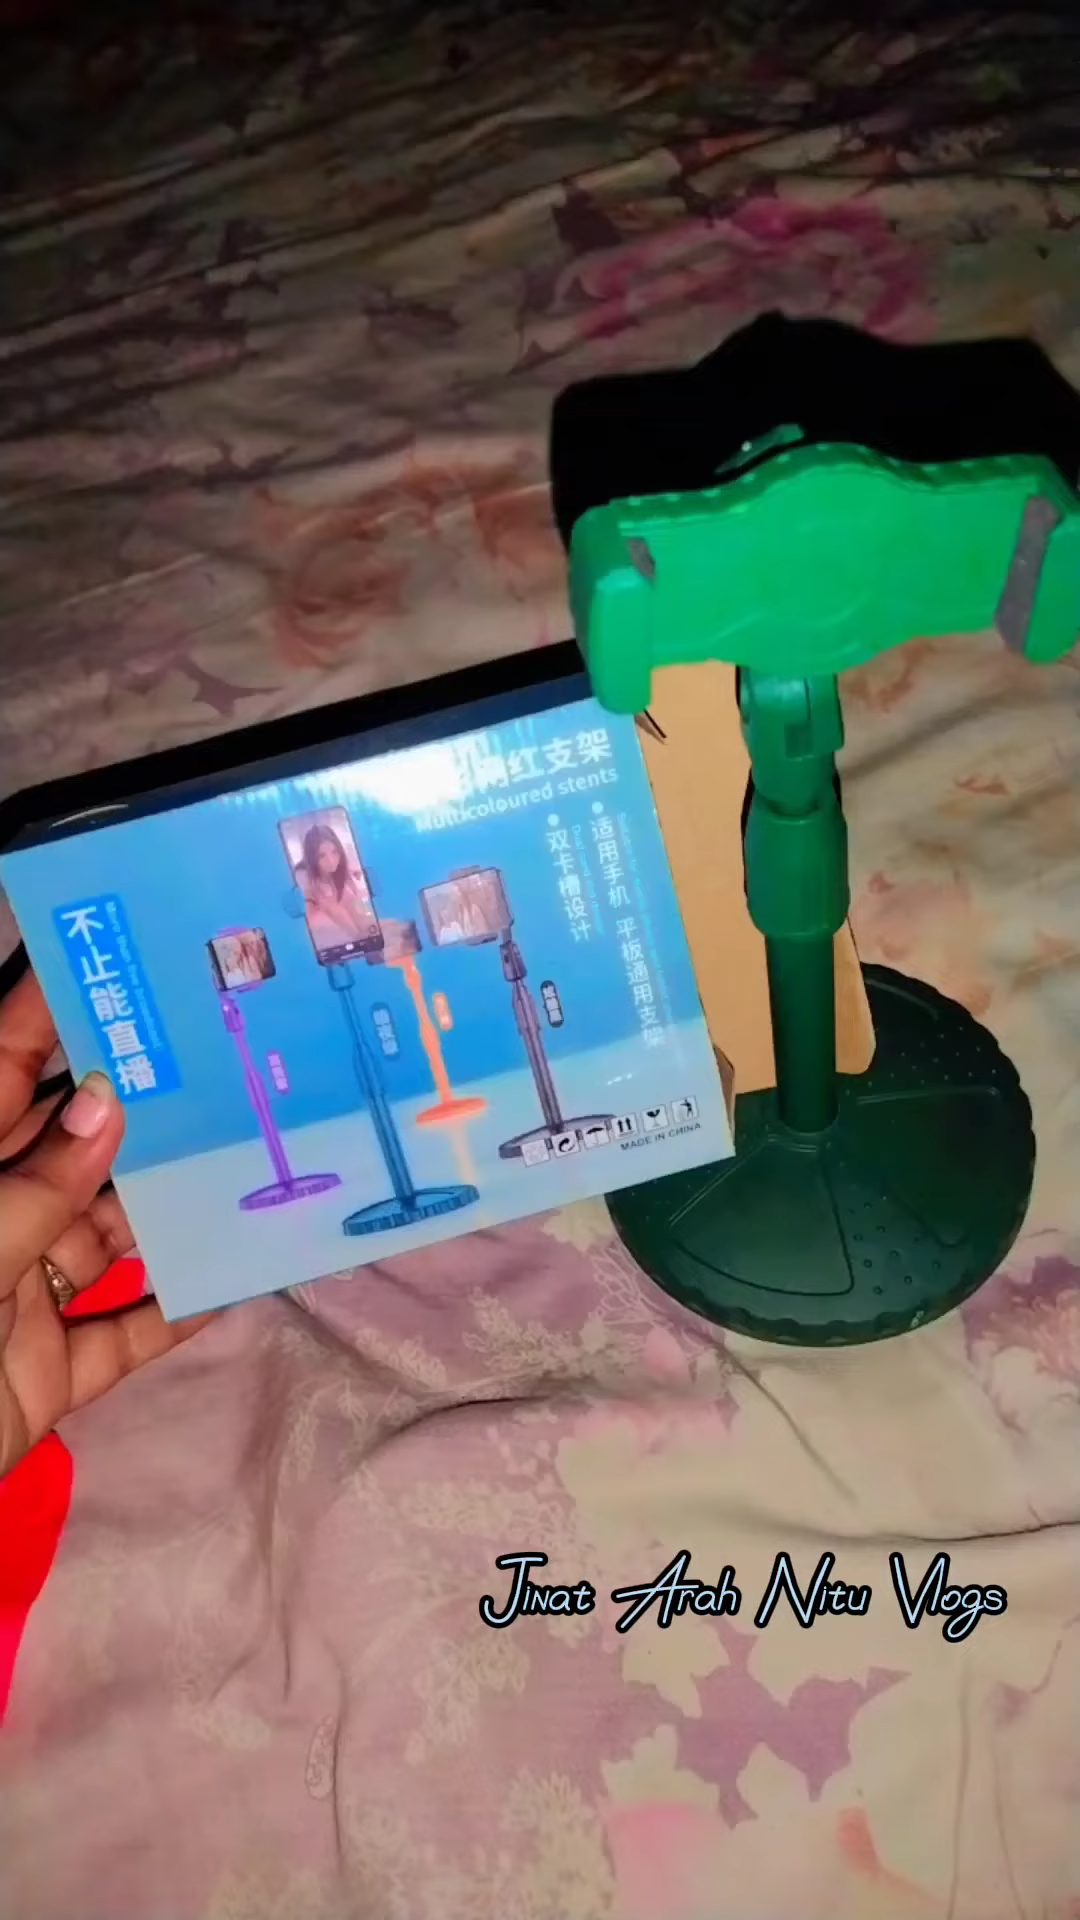 网红支架
Multicoloured stents
适用手机 平板通用支架
双卡槽设计
不止能直播
MADE IN CHINA
Jinat Arah Nitu Vlogs